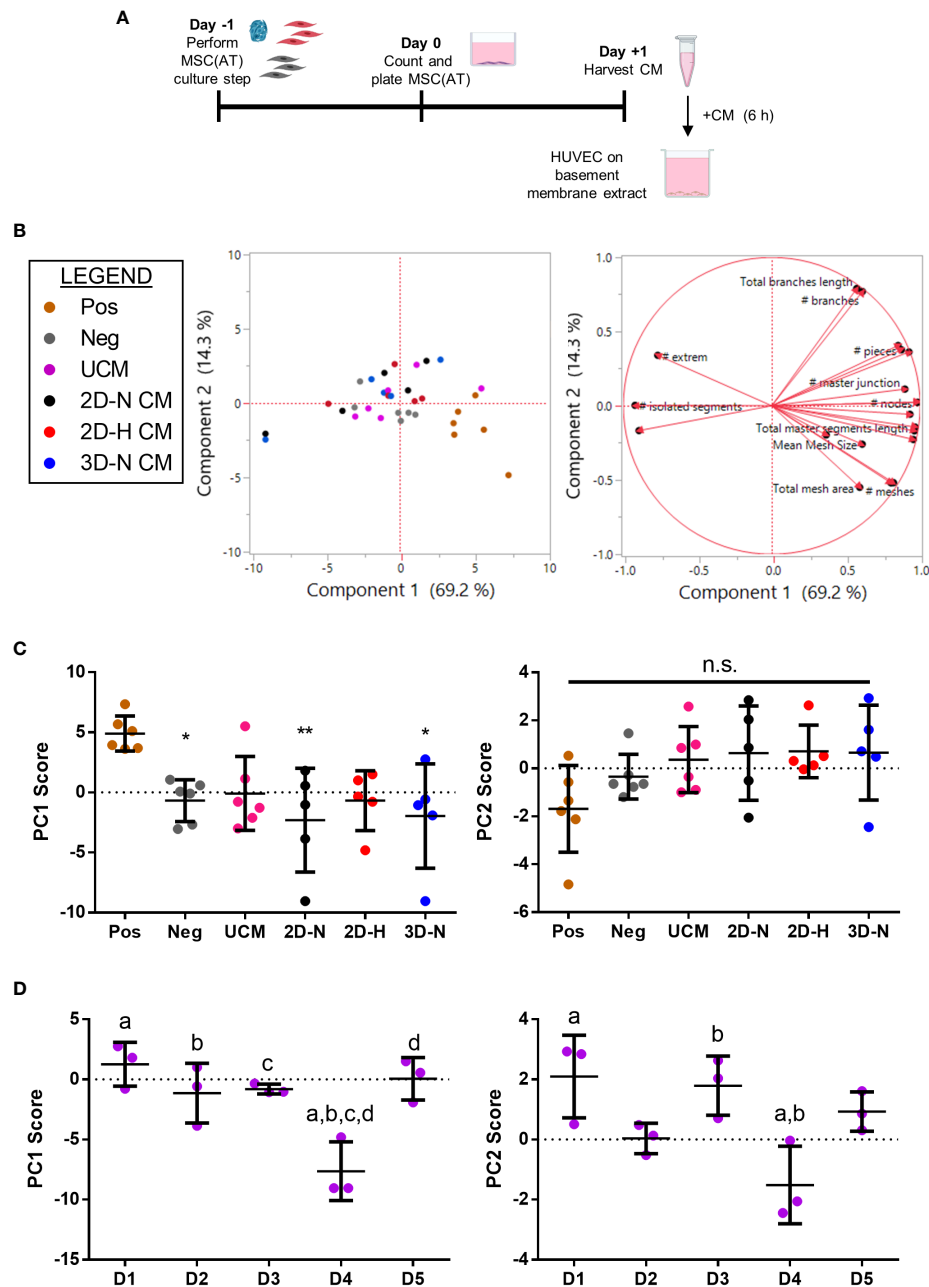 A
Day -1
Perform
MSC(AT)
culture step
Day 0
Count and
plate MSC(AT)
Day +1
Harvest CM
+CM (6 h)
HUVEC on
basement
membrane extract
B
LEGEND
Pos
Neg
UCM
2D-N CM
2D-H CM
3D-N CM
10
5
0
-5
-10
Component 2 (14.3 %)
-10
-5
0
5
10
Component 1 (69.2 %)
1.0
0.5
0.0
-0.5
-1.0
Component 2 (14.3 %)
Total branches length
# branches
# extrem
# pieces
# master junction
# isolated segments
# nodes
Total master segments length
Mean Mesh Size
Total mesh area
# meshes
-1.0
-0.5
0.0
0.5
1.0
Component 1 (69.2 %)
C
PC1 Score
10
5
0
-5
-10
*
**
*
Pos
Neg
UCM
2D-N
2D-H
3D-N
PC2 Score
4
2
0
-2
-4
-6
n.s.
Pos
Neg
UCM
2D-N
2D-H
3D-N
D
PC1 Score
5
0
-5
-10
-15
a
b
c
a,b,c,d
d
D1
D2
D3
D4
D5
PC2 Score
4
2
0
-2
-4
a
b
a,b
D1
D2
D3
D4
D5